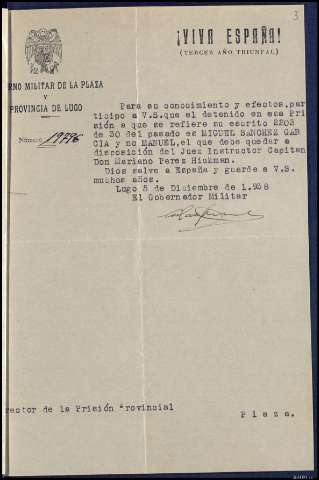 3
¡VIVA ESPAÑA!
(TERCER AÑO TRIUNFAL)
RNO MILITAR DE LA PLAZA
Y
PROVINCIA DE LUGO
Número 19796
Para su conocimiento y efectos,par
ticipo a V.S.que el detenido en esa Pri
sión a que se refiere su escrito 2203
de 30 del pasado es MIGUEL SANCHEZ GAR
CIA y no MANUEL,el que debe quedar a
disposición del Juez Instructor Capitan
Don Mariano Perez Hickman.
Dios salve a España y guarde a V.S.
muchos años.
Lugo 5 de Diciembre de 1.938
El Gobernador Militar
rector de la Prisión Provincial
Plaza.